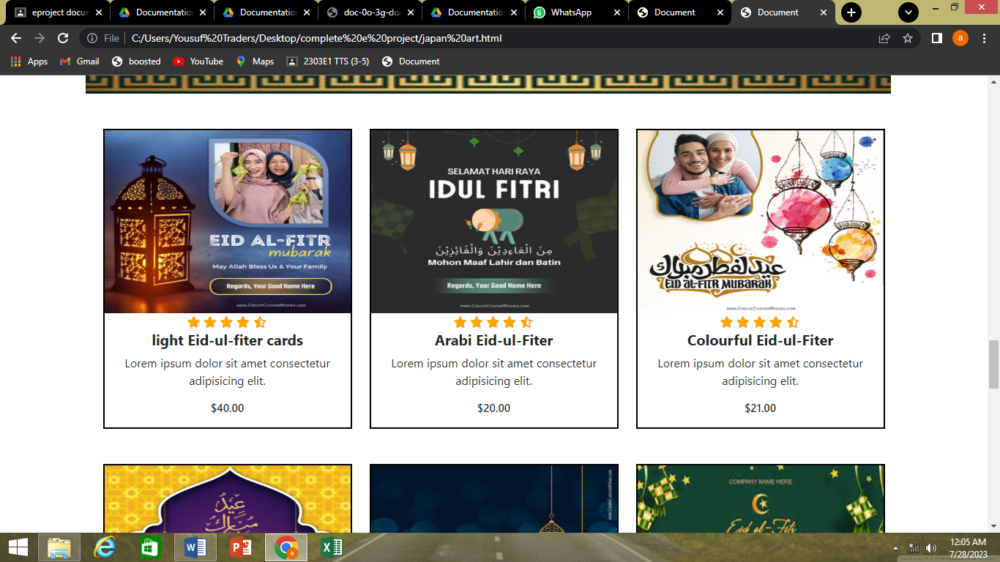 eproject docum
Documentatio
Documentatio
doc-0o-3g-doc
Documentatio
6
WhatsApp
Document
Document
File
C:/Users/Yousuf%20Traders/Desktop/complete%20e%20project/japan%20art.html
a
Apps
Gmail
boosted
YouTube
Maps
2303E1 TTS (3-5)
Document
EID AL-FITR
mubarak
May Allah Bless Us & Your Family
Regards, Your Good Name Here
www.CreateCustomWishes.com
light Eid-ul-fiter cards
Lorem ipsum dolor sit amet consectetur
adipisicing elit.
$40.00
SELAMAT HARI RAYA
IDUL FITRI
مِنَ الْعَاءِدِيْنَ وَالْفَائِزِيْنَ
Mohon Maaf Lahir dan Batin
Regards, Your Good Name Here
www.CreateCustomWishes.com
Arabi Eid-ul-Fiter
Lorem ipsum dolor sit amet consectetur
adipisicing elit.
$20.00
عيد الفطر مبارك
EID AL-FITR MUBARAK
www.CreateCustomWishes.com
Colourful Eid-ul-Fiter
Lorem ipsum dolor sit amet consectetur
adipisicing elit.
$21.00
عِيْدُ
مُبَارَك
www.CreateCustomWishes.com
COMPANY NAME HERE
Eid al-Fitr
a
12:05 AM
7/28/2023